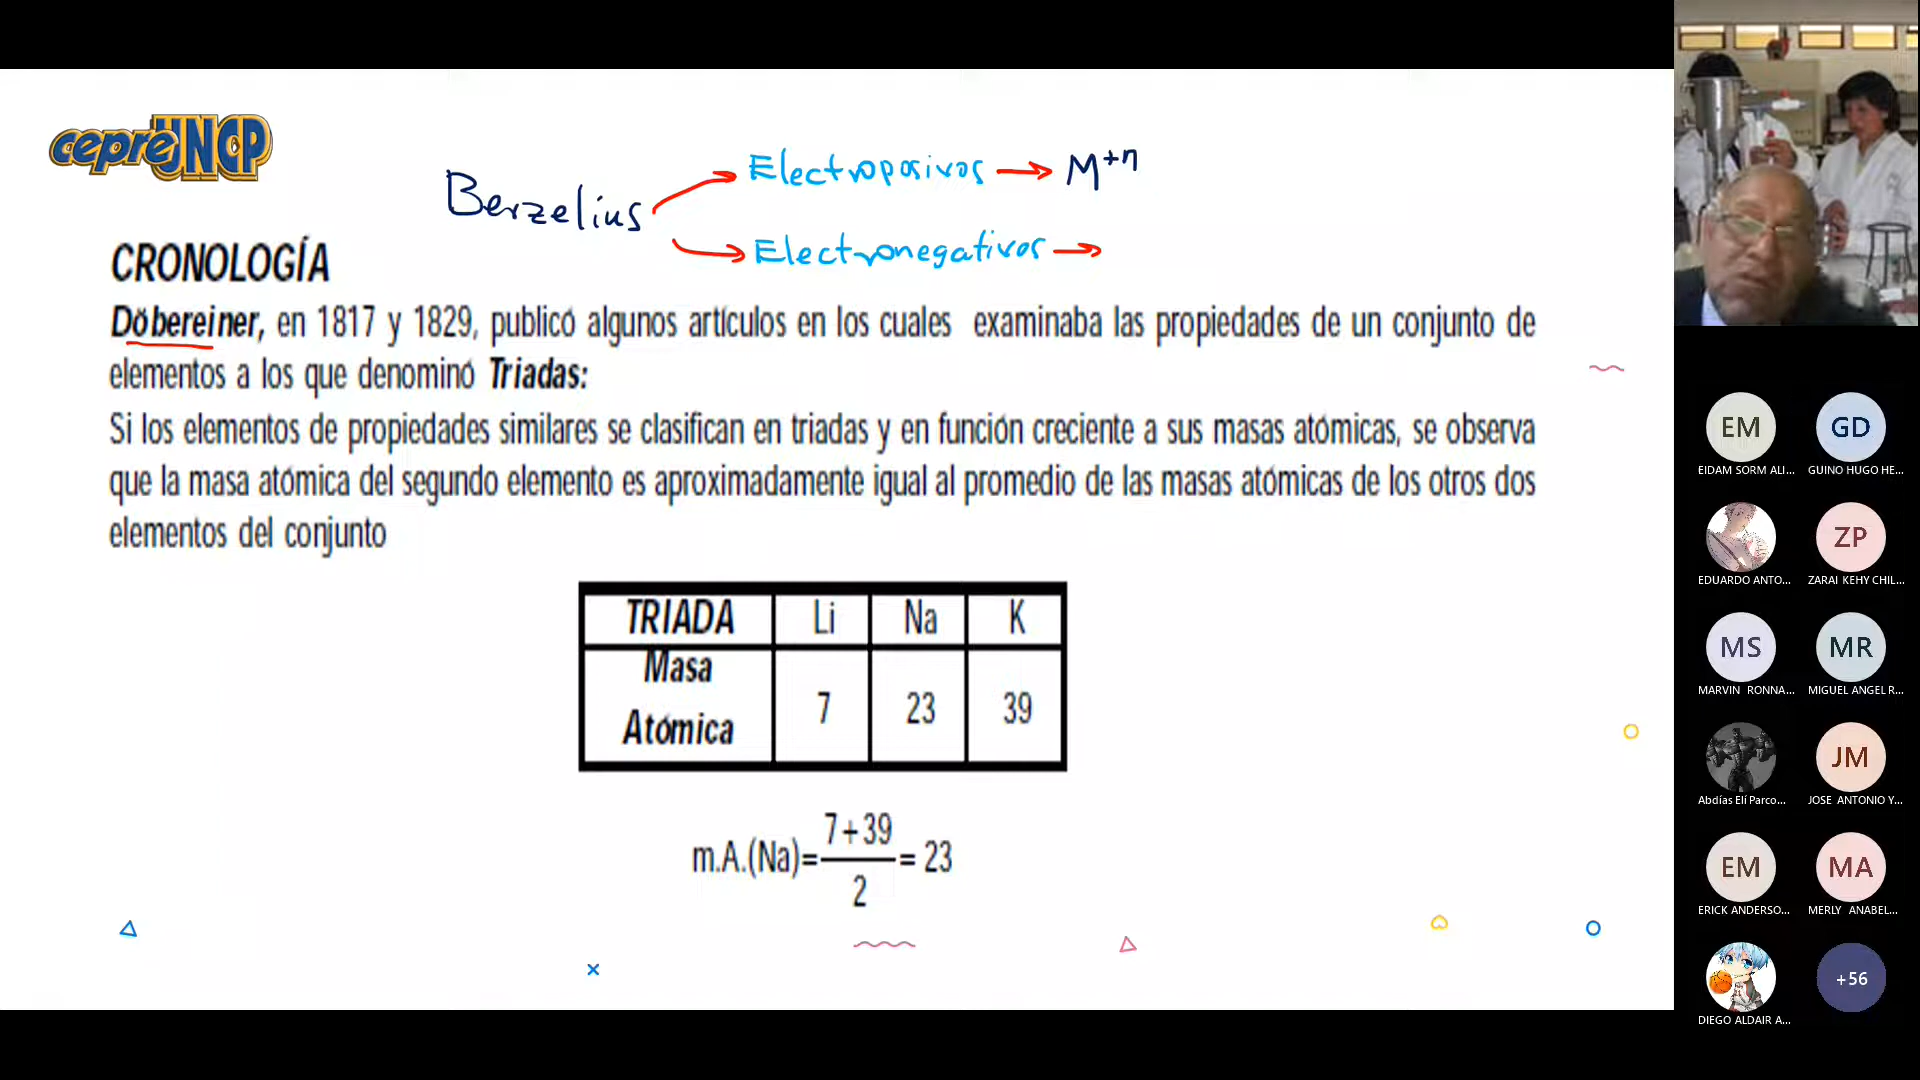 cepreUNCP
Berzelius
Electroposivos → M⁺ⁿ
Electronegativos →
CRONOLOGÍA
Döbereiner, en 1817 y 1829, publicó algunos artículos en los cuales examinaba las propiedades de un conjunto de
elementos a los que denominó Triadas:
Si los elementos de propiedades similares se clasifican en triadas y en función creciente a sus masas atómicas, se observa
que la masa atómica del segundo elemento es aproximadamente igual al promedio de las masas atómicas de los otros dos
elementos del conjunto
TRIADA Li Na K
Masa
Atómica 7 23 39
m.A.(Na)= (7+39)/2 = 23
EM GD
EIDAM SORM ALI... GUINO HUGO HE...
ZP
EDUARDO ANTO... ZARAI KEHY CHIL...
MS MR
MARVIN RONNA... MIGUEL ANGEL R...
JM
Abdías Elí Parco... JOSE ANTONIO Y...
EM MA
ERICK ANDERSO... MERLY ANABEL...
+56
DIEGO ALDAIR A...